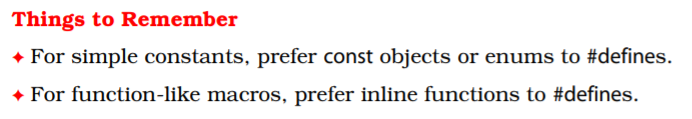 Things to Remember
✦ For simple constants, prefer const objects or enums to #defines.
✦ For function-like macros, prefer inline functions to #defines.